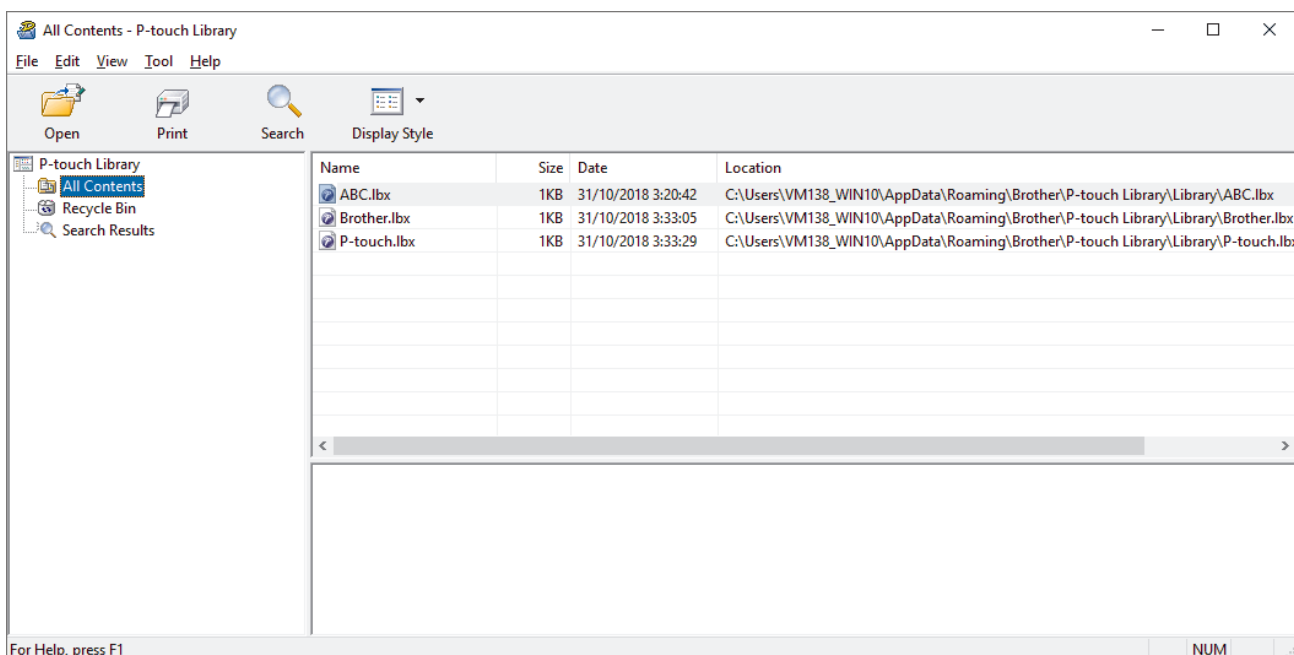 All Contents - P-touch Library
File Edit View Tool Help
Open Print Search Display Style
P-touch Library
All Contents
Recycle Bin
Search Results
Name Size Date Location
ABC.lbx 1KB 31/10/2018 3:20:42 C:\Users\VM138_WIN10\AppData\Roaming\Brother\P-touch Library\Library\ABC.lbx
Brother.lbx 1KB 31/10/2018 3:33:05 C:\Users\VM138_WIN10\AppData\Roaming\Brother\P-touch Library\Library\Brother.lbx
P-touch.lbx 1KB 31/10/2018 3:33:29 C:\Users\VM138_WIN10\AppData\Roaming\Brother\P-touch Library\Library\P-touch.lb
For Help, press F1 NUM